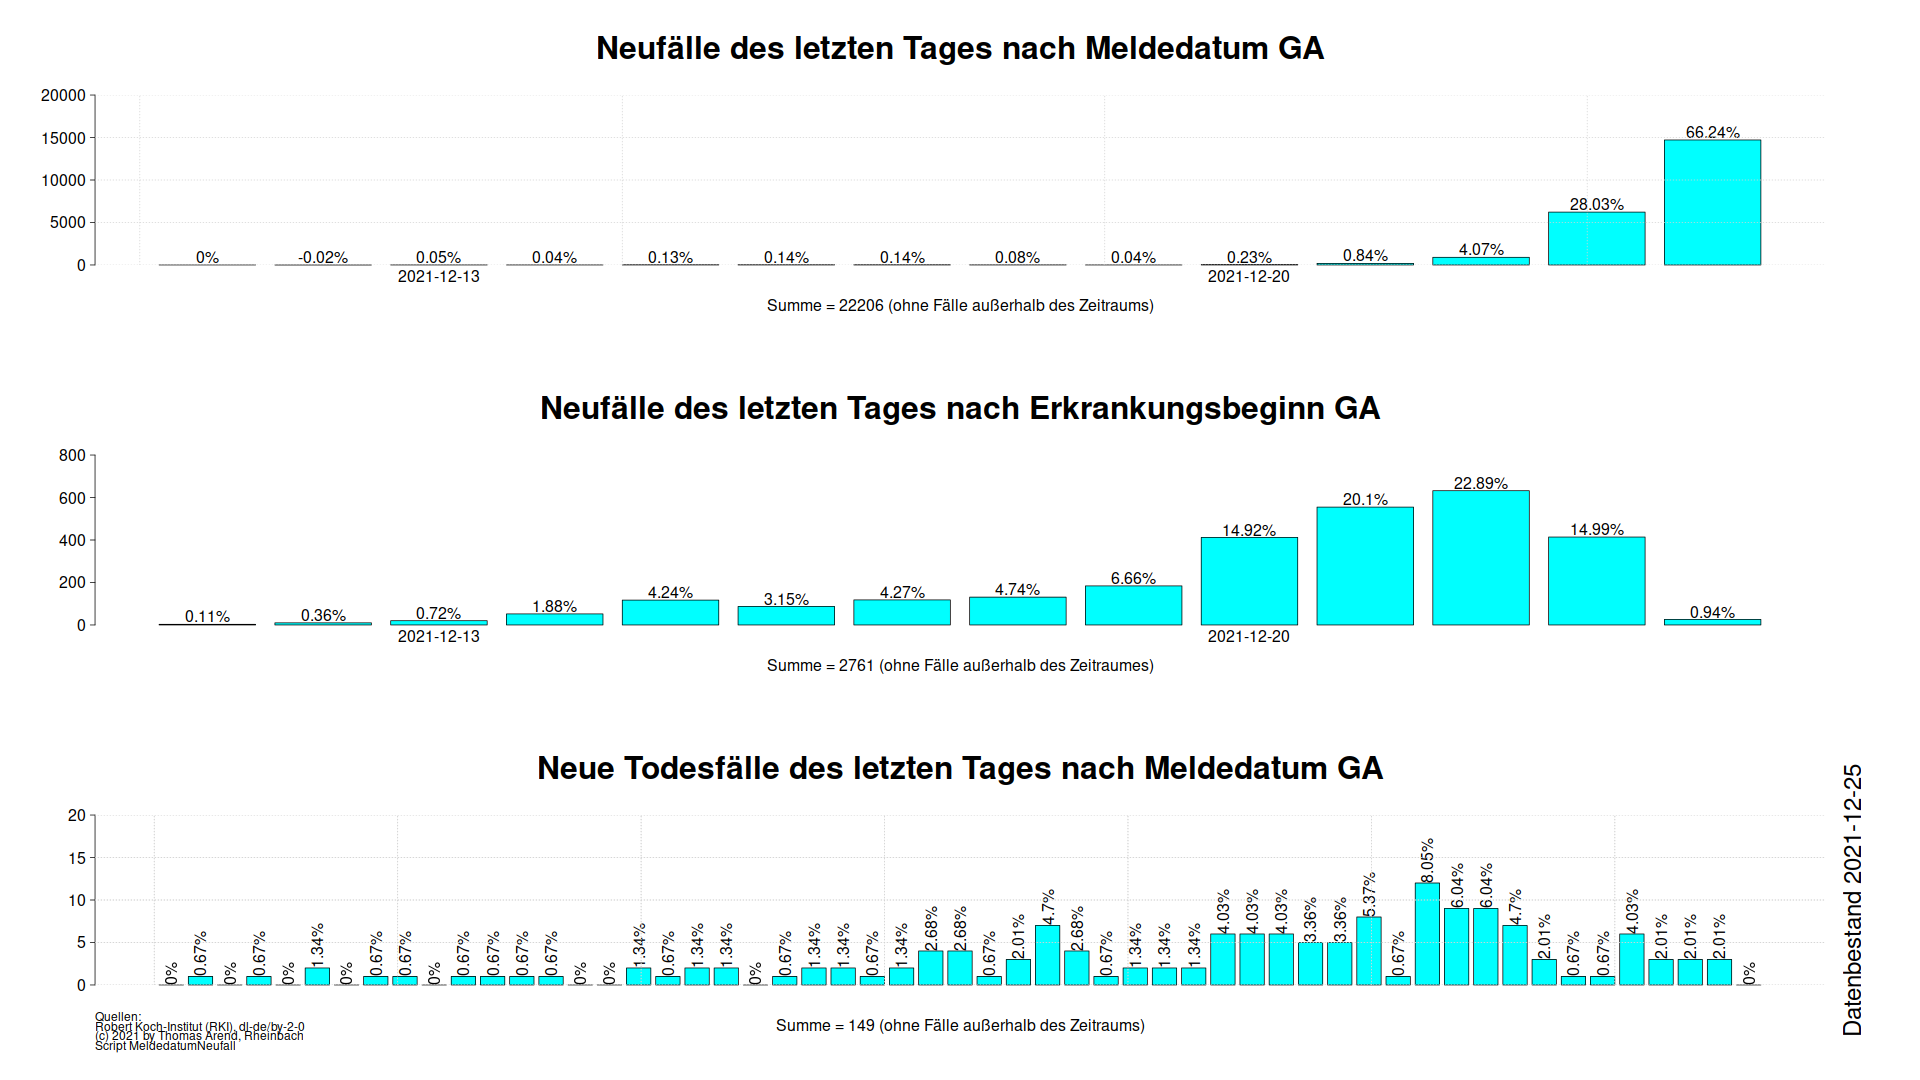 Neufälle des letzten Tages nach Meldedatum GA
20000
15000
10000
5000
0
0% -0.02% 0.05% 0.04% 0.13% 0.14% 0.14% 0.08% 0.04% 0.23% 0.84% 4.07% 28.03% 66.24%
2021-12-13 2021-12-20
Summe = 22206 (ohne Fälle außerhalb des Zeitraums)
Neufälle des letzten Tages nach Erkrankungsbeginn GA
800
600
400
200
0
0.11% 0.36% 0.72% 1.88% 4.24% 3.15% 4.27% 4.74% 6.66% 14.92% 20.1% 22.89% 14.99% 0.94%
2021-12-13 2021-12-20
Summe = 2761 (ohne Fälle außerhalb des Zeitraumes)
Neue Todesfälle des letzten Tages nach Meldedatum GA
20
15
10
5
0
0% 0.67% 0% 0.67% 0% 1.34% 0% 0.67% 0.67% 0% 0.67% 0.67% 0.67% 0.67% 0% 0% 1.34% 0.67% 1.34% 1.34% 0% 0.67% 1.34% 1.34% 0.67% 1.34% 2.68% 2.68% 0.67% 2.01% 4.7% 2.68% 0.67% 1.34% 1.34% 1.34% 4.03% 4.03% 4.03% 3.36% 3.36% 5.37% 0.67% 8.05% 6.04% 6.04% 4.7% 2.01% 0.67% 0.67% 4.03% 2.01% 2.01% 2.01% 0%
Summe = 149 (ohne Fälle außerhalb des Zeitraums)
Quellen:
Robert Koch-Institut (RKI), dl-de/by-2-0
(c) 2021 by Thomas Arend, Rheinbach
Script MeldedatumNeufall
Datenbestand 2021-12-25